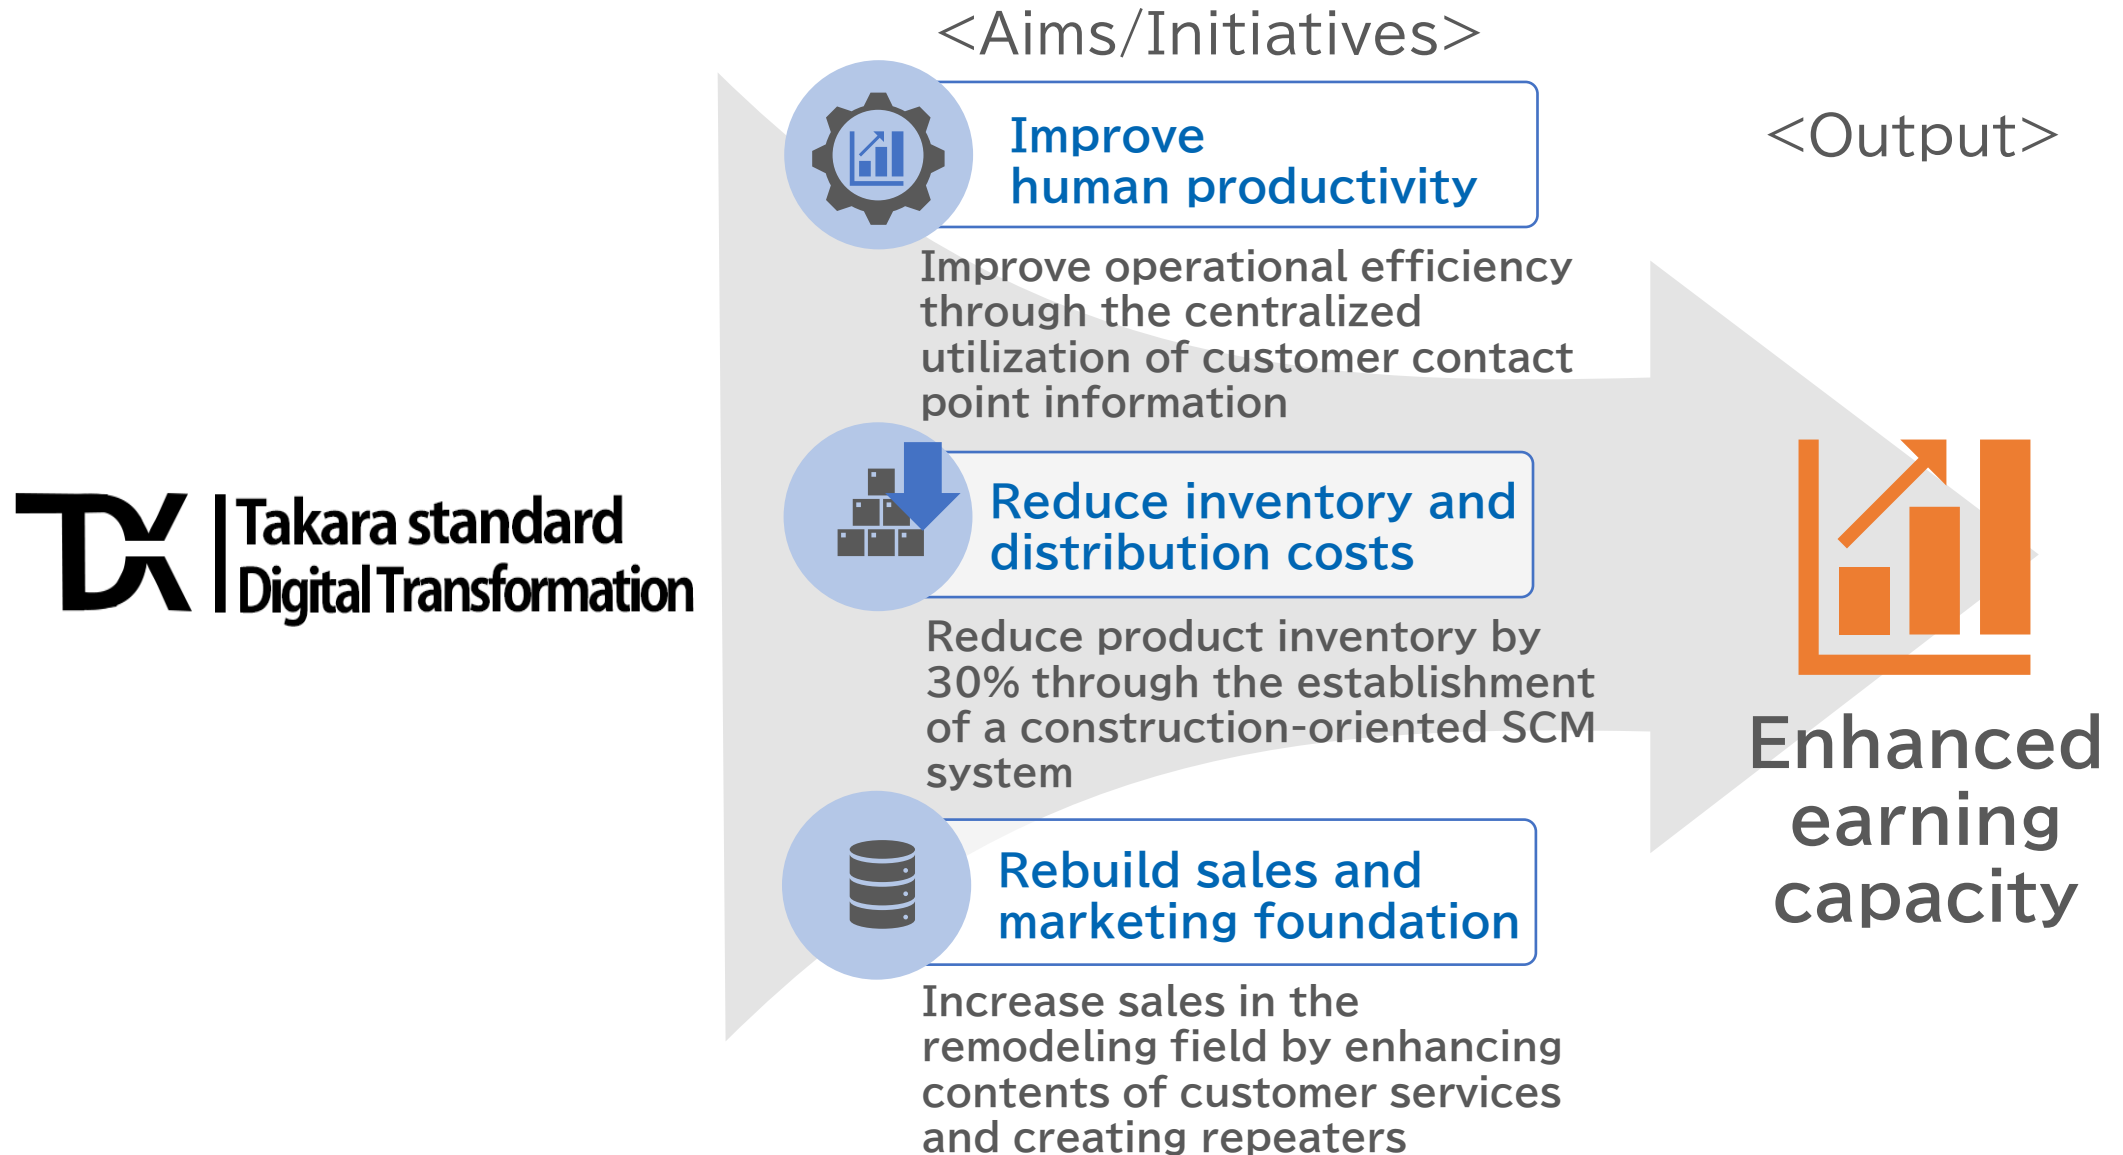 <Aims/Initiatives>
<Output>
TDX
Takara standard
Digital Transformation
Improve
human productivity
Improve operational efficiency
through the centralized
utilization of customer contact
point information
Reduce inventory and
distribution costs
Reduce product inventory by
30% through the establishment
of a construction-oriented SCM
system
Rebuild sales and
marketing foundation
Increase sales in the
remodeling field by enhancing
contents of customer services
and creating repeaters
Enhanced
earning
capacity